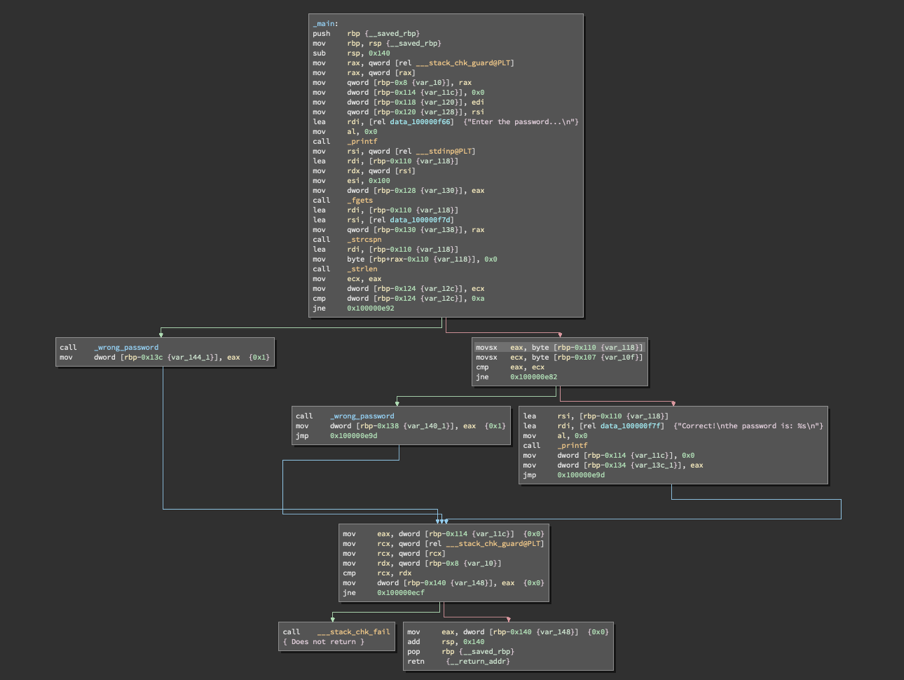 _main:
push rbp {__saved_rbp}
mov rbp, rsp {__saved_rbp}
sub rsp, 0x140
mov rax, qword [rel ___stack_chk_guard@PLT]
mov rax, qword [rax]
mov qword [rbp-0x8 {var_10}], rax
mov dword [rbp-0x114 {var_11c}], 0x0
mov dword [rbp-0x118 {var_120}], edi
mov qword [rbp-0x120 {var_128}], rsi
lea rdi, [rel data_100000f66] {"Enter the password...\n"}
mov al, 0x0
call _printf
mov rsi, qword [rel ___stdinp@PLT]
lea rdi, [rbp-0x110 {var_118}]
mov rdx, qword [rsi]
mov esi, 0x100
mov dword [rbp-0x128 {var_130}], eax
call _fgets
lea rdi, [rbp-0x110 {var_118}]
lea rsi, [rel data_100000f7d]
mov qword [rbp-0x130 {var_138}], rax
call _strcspn
lea rdi, [rbp-0x110 {var_118}]
mov byte [rbp+rax-0x110 {var_118}], 0x0
call _strlen
mov ecx, eax
mov dword [rbp-0x124 {var_12c}], ecx
cmp dword [rbp-0x124 {var_12c}], 0xa
jne 0x100000e92
call _wrong_password
mov dword [rbp-0x13c {var_144_1}], eax {0x1}
movsx eax, byte [rbp-0x110 {var_118}]
movsx ecx, byte [rbp-0x107 {var_10f}]
cmp eax, ecx
jne 0x100000e82
call _wrong_password
mov dword [rbp-0x138 {var_140_1}], eax {0x1}
jmp 0x100000e9d
lea rsi, [rbp-0x110 {var_118}]
lea rdi, [rel data_100000f7f] {"Correct!\nthe password is: %s\n"}
mov al, 0x0
call _printf
mov dword [rbp-0x114 {var_11c}], 0x0
mov dword [rbp-0x134 {var_13c_1}], eax
jmp 0x100000e9d
mov eax, dword [rbp-0x114 {var_11c}] {0x0}
mov rcx, qword [rel ___stack_chk_guard@PLT]
mov rcx, qword [rcx]
mov rdx, qword [rbp-0x8 {var_10}]
cmp rcx, rdx
mov dword [rbp-0x140 {var_148}], eax {0x0}
jne 0x100000ecf
call ___stack_chk_fail
{ Does not return }
mov eax, dword [rbp-0x140 {var_148}] {0x0}
add rsp, 0x140
pop rbp {__saved_rbp}
retn {__return_addr}